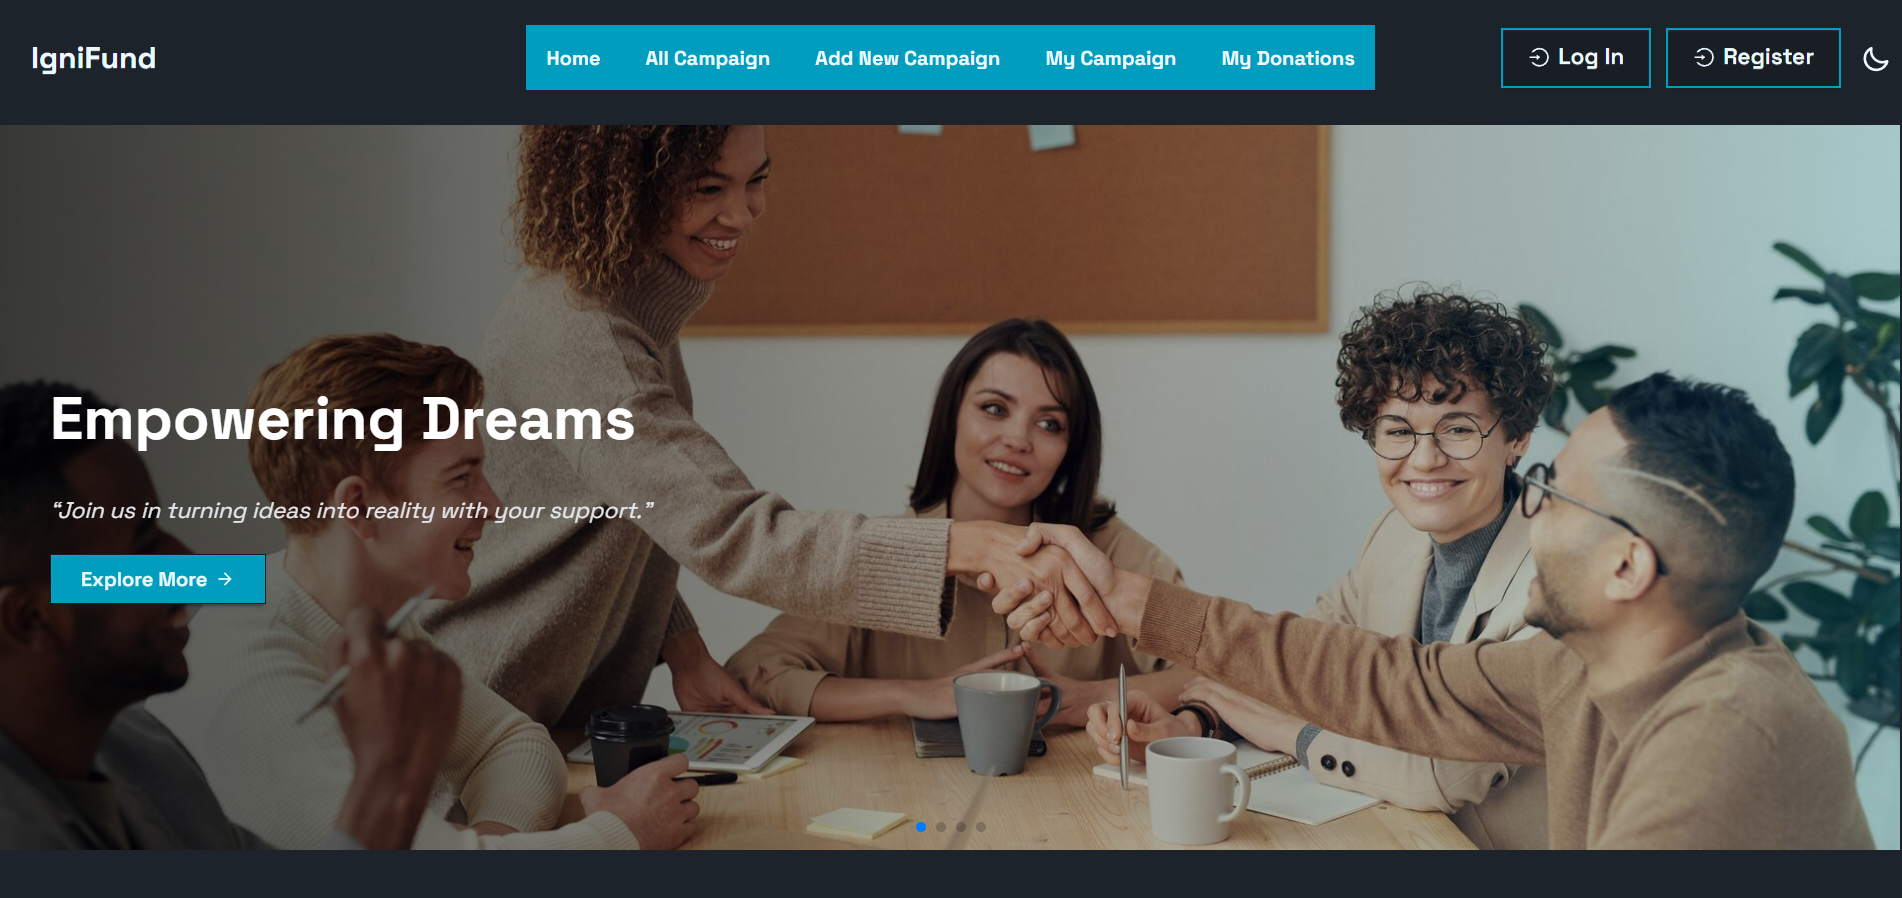 IgniFund
Home All Campaign Add New Campaign My Campaign My Donations
Log In Register
Empowering Dreams
“Join us in turning ideas into reality with your support.”
Explore More →